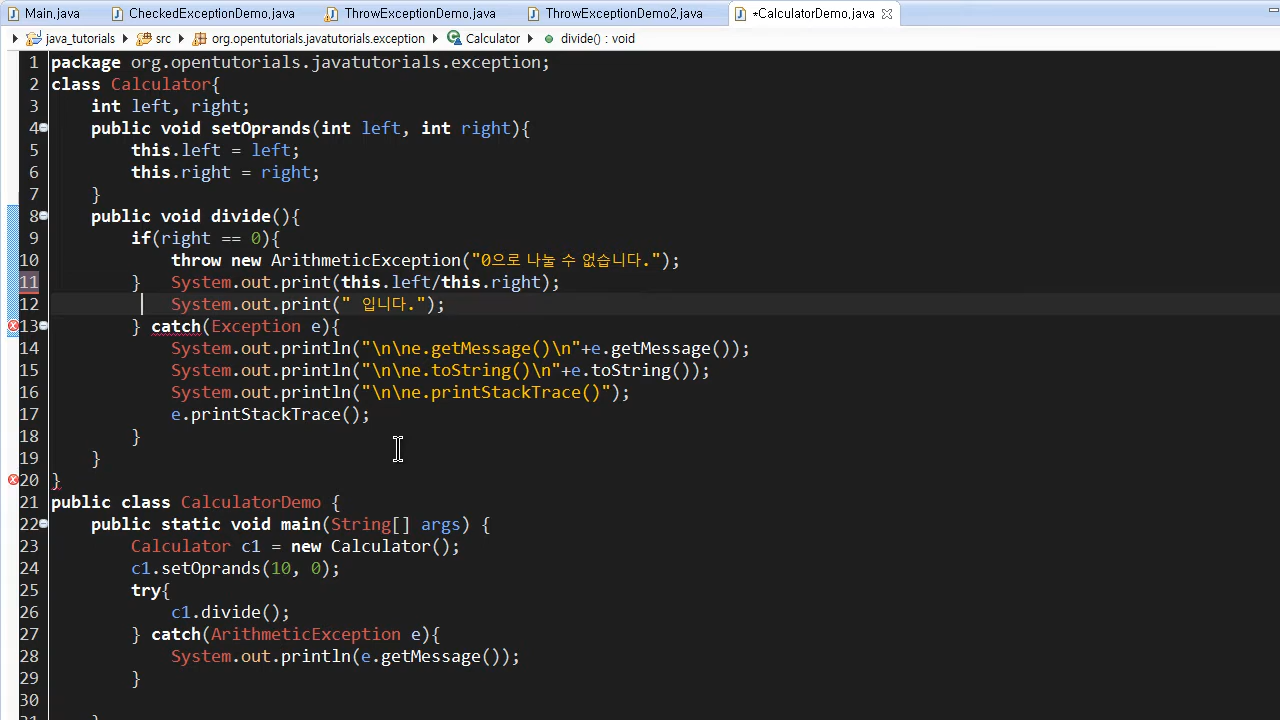 Main.java CheckedExceptionDemo.java ThrowExceptionDemo.java ThrowExceptionDemo2.java *CalculatorDemo.java
java_tutorials src org.opentutorials.javatutorials.exception Calculator divide() : void
1 package org.opentutorials.javatutorials.exception;
2 class Calculator{
3 int left, right;
4 public void setOprands(int left, int right){
5 this.left = left;
6 this.right = right;
7 }
8 public void divide(){
9 if(right == 0){
10 throw new ArithmeticException("0으로 나눌 수 없습니다.");
11 } System.out.print(this.left/this.right);
12 System.out.print(" 입니다.");
13 } catch(Exception e){
14 System.out.println("\n\ne.getMessage()\n"+e.getMessage());
15 System.out.println("\n\ne.toString()\n"+e.toString());
16 System.out.println("\n\ne.printStackTrace()");
17 e.printStackTrace();
18 }
19 }
20 }
21 public class CalculatorDemo {
22 public static void main(String[] args) {
23 Calculator c1 = new Calculator();
24 c1.setOprands(10, 0);
25 try{
26 c1.divide();
27 } catch(ArithmeticException e){
28 System.out.println(e.getMessage());
29 }
30